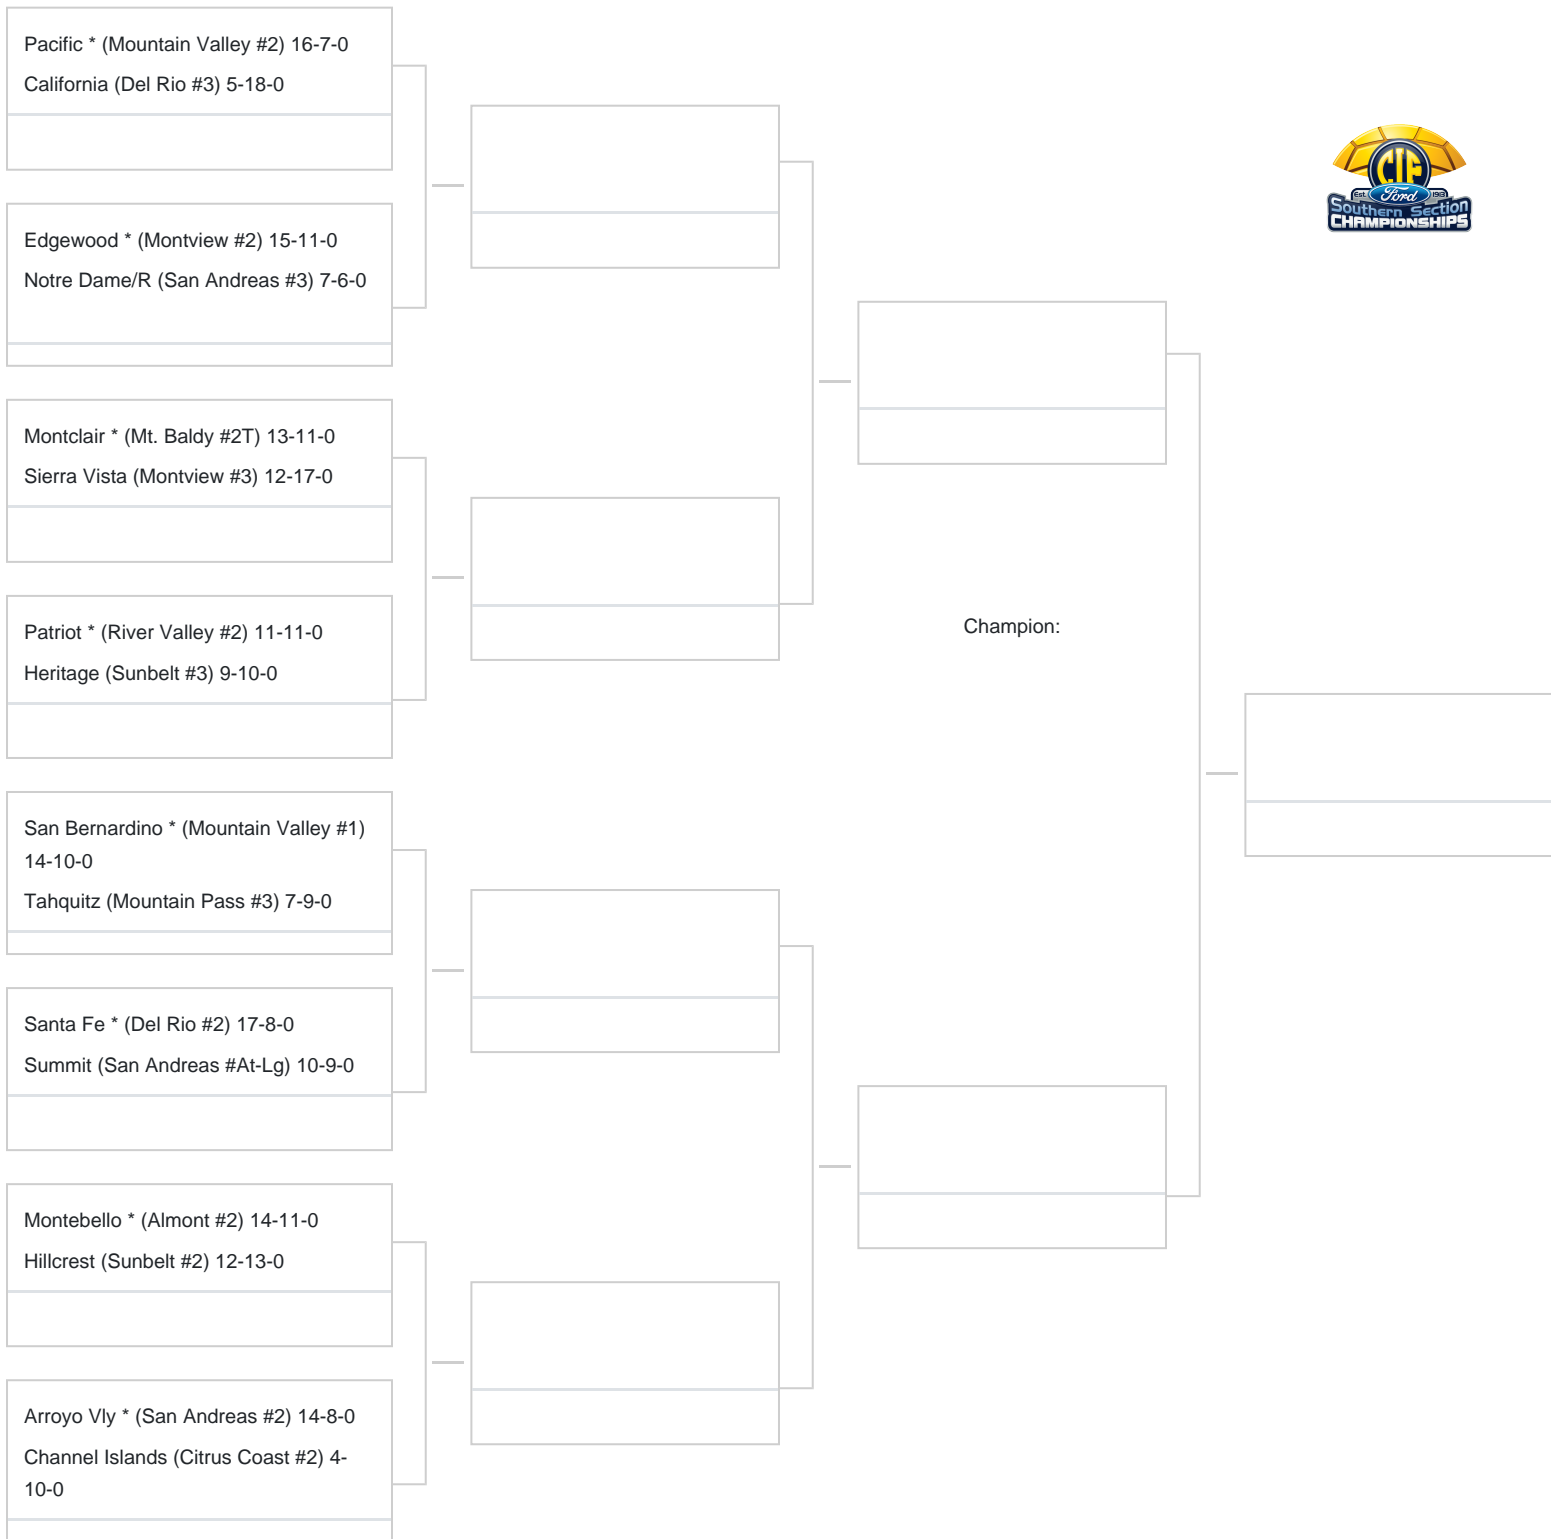 Pacific * (Mountain Valley #2) 16-7-0
California (Del Rio #3) 5-18-0
Edgewood * (Montview #2) 15-11-0
Notre Dame/R (San Andreas #3) 7-6-0
Montclair * (Mt. Baldy #2T) 13-11-0
Sierra Vista (Montview #3) 12-17-0
Patriot * (River Valley #2) 11-11-0
Heritage (Sunbelt #3) 9-10-0
San Bernardino * (Mountain Valley #1)
14-10-0
Tahquitz (Mountain Pass #3) 7-9-0
Santa Fe * (Del Rio #2) 17-8-0
Summit (San Andreas #At-Lg) 10-9-0
Montebello * (Almont #2) 14-11-0
Hillcrest (Sunbelt #2) 12-13-0
Arroyo Vly * (San Andreas #2) 14-8-0
Channel Islands (Citrus Coast #2) 4-
10-0
CIF
Est. Ford 1913
Southern Section
CHAMPIONSHIPS
Champion: